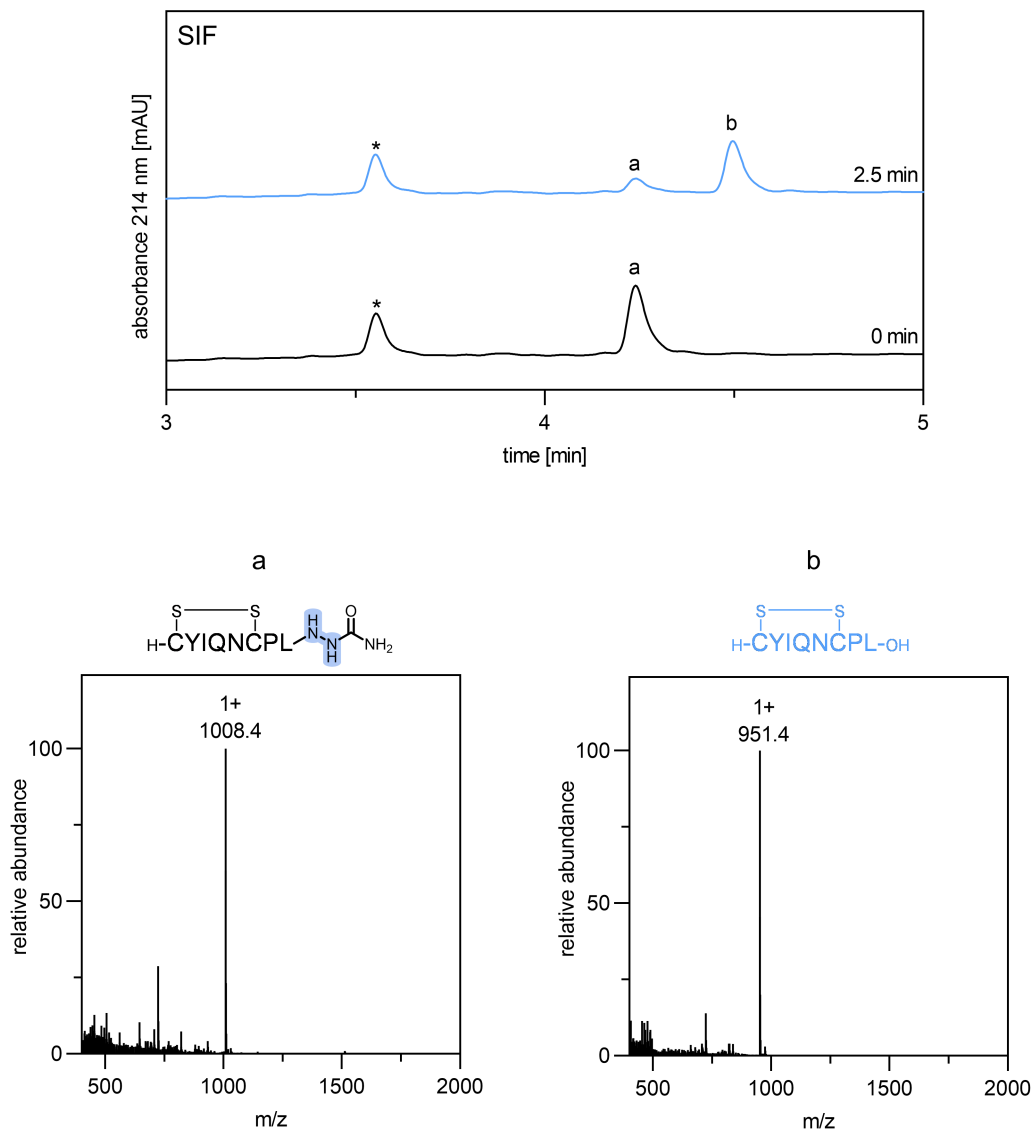 SIF
absorbance 214 nm [mAU]
b
*
a
2.5 min
a
*
0 min
3
4
5
time [min]
a
S S
H-CYIQNCPL
H
N
N
H
O
NH2
1+
1008.4
100
50
0
relative abundance
500
1000
1500
2000
m/z
b
S S
H-CYIQNCPL-OH
1+
951.4
100
50
0
relative abundance
500
1000
1500
2000
m/z